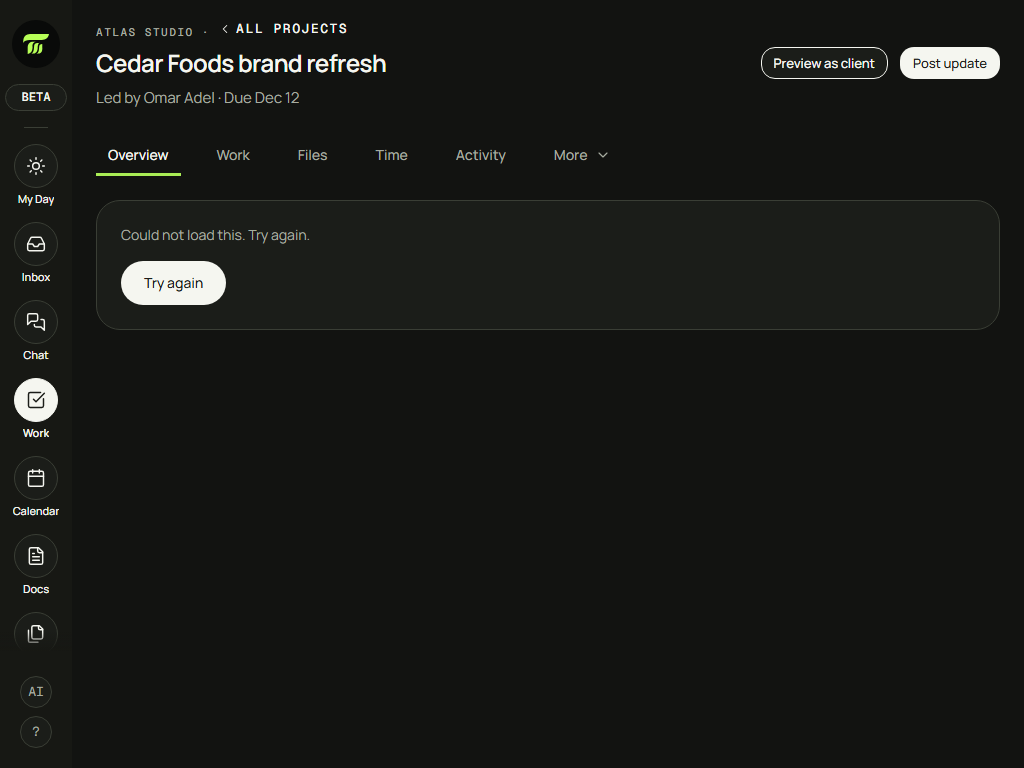 ATLAS STUDIO · ALL PROJECTS
Cedar Foods brand refresh
Led by Omar Adel · Due Dec 12
Preview as client
Post update
BETA
My Day
Inbox
Chat
Work
Calendar
Docs
AI
?
Overview
Work
Files
Time
Activity
More
Could not load this. Try again.
Try again